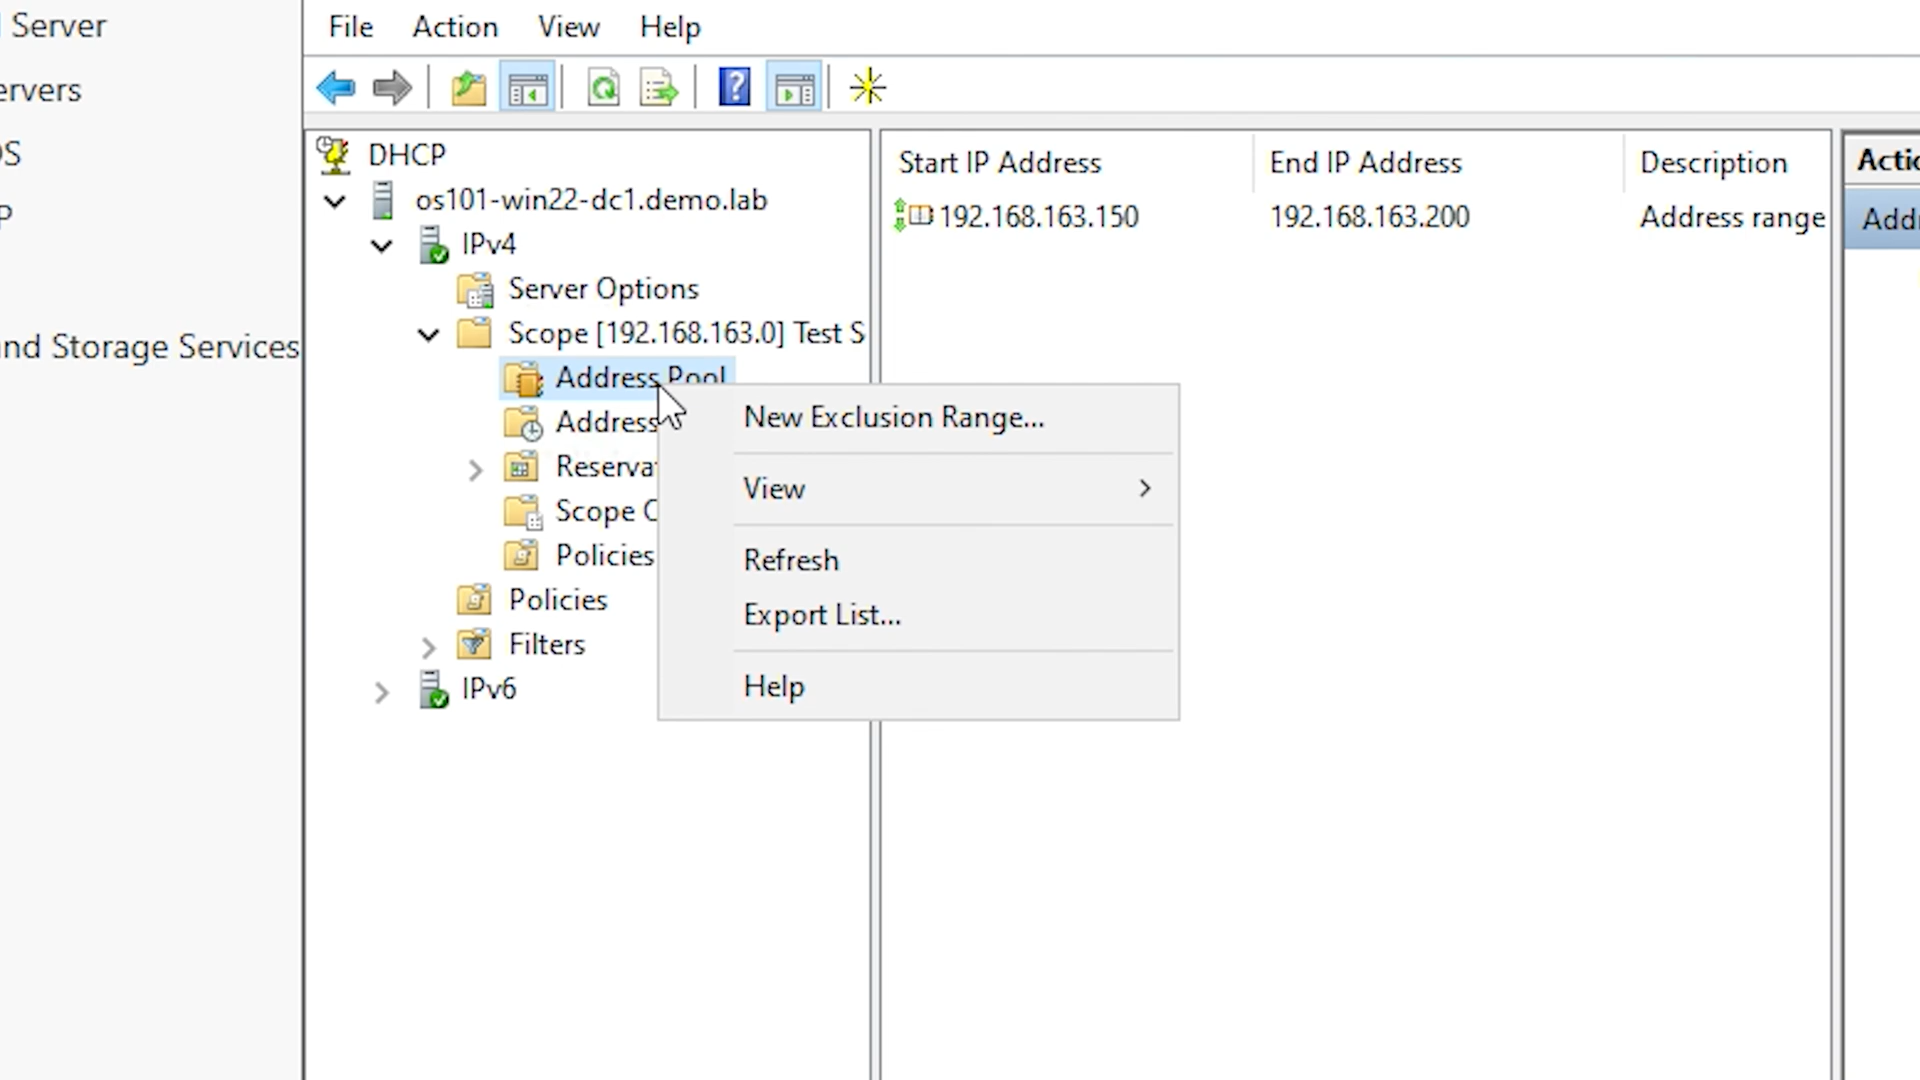 Server
ervers
P
and Storage Services
File Action View Help
DHCP
os101-win22-dc1.demo.lab
IPv4
Server Options
Scope [192.168.163.0] Test S
Address Pool
Address
Reserva
Scope
Policies
Policies
Filters
IPv6
New Exclusion Range...
View
Refresh
Export List...
Help
Start IP Address End IP Address Description
192.168.163.150 192.168.163.200 Address range
Actio
Addr